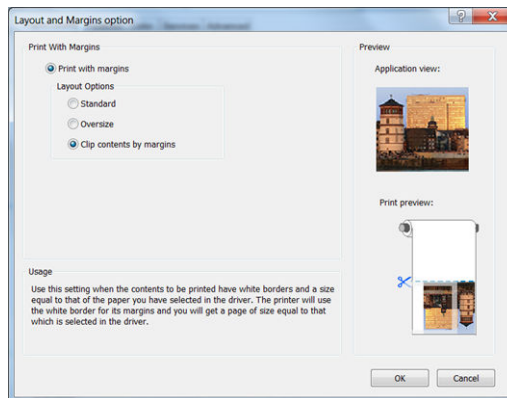 Layout and Margins option
Print With Margins
Print with margins
Layout Options
Standard
Oversize
Clip contents by margins
Usage
Use this setting when the contents to be printed have white borders and a size
equal to that of the paper you have selected in the driver. The printer will use
the white border for its margins and you will get a page of size equal to that
which is selected in the driver.
Preview
Application view:
Print preview:
OK
Cancel